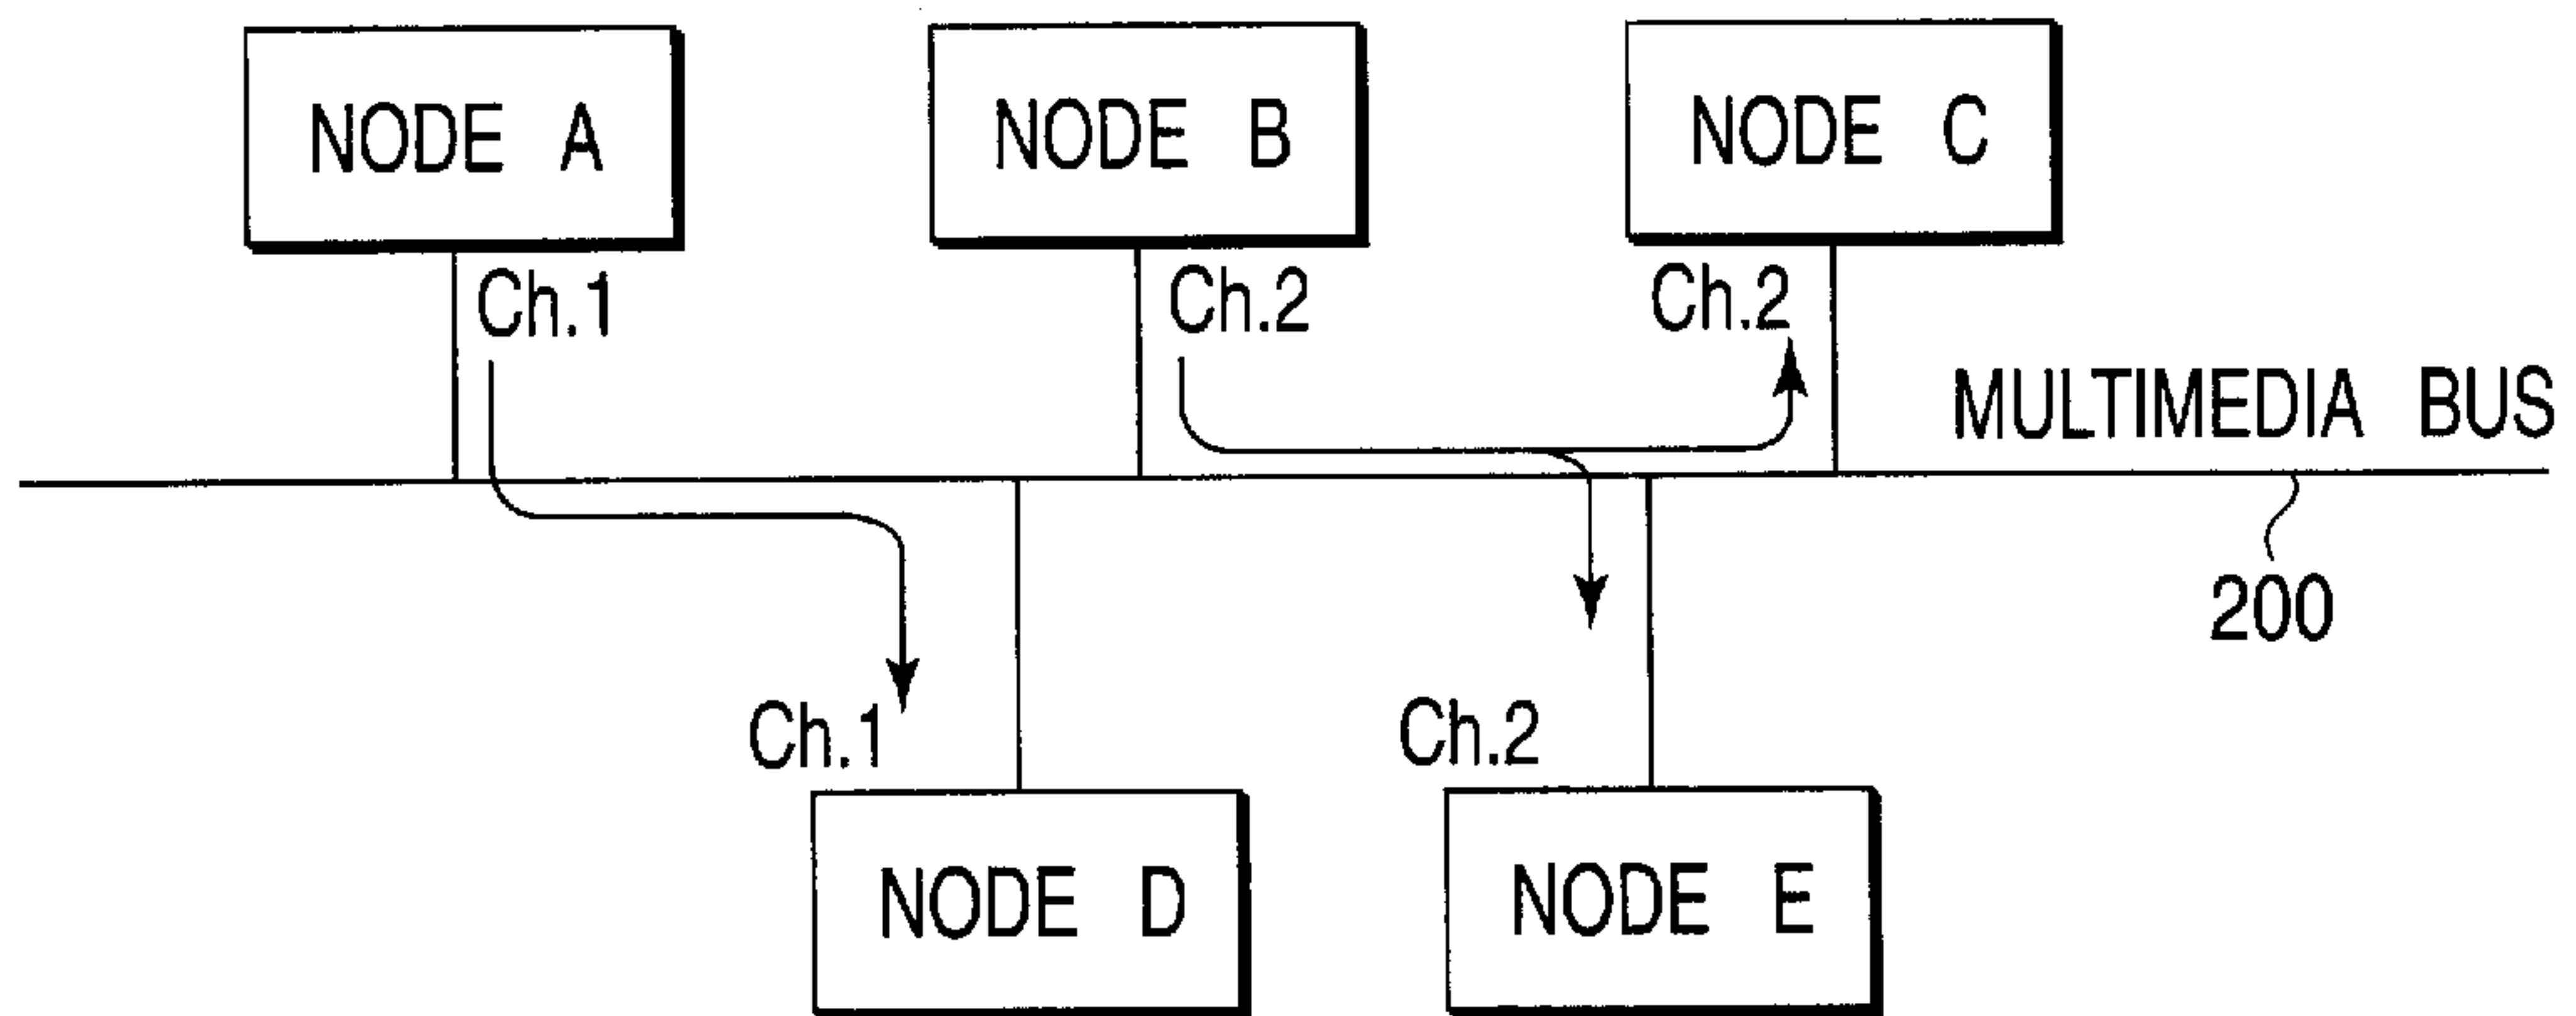 NODE A
NODE B
NODE C
Ch.1
Ch.2
Ch.2
MULTIMEDIA BUS
200
Ch.1
Ch.2
NODE D
NODE E